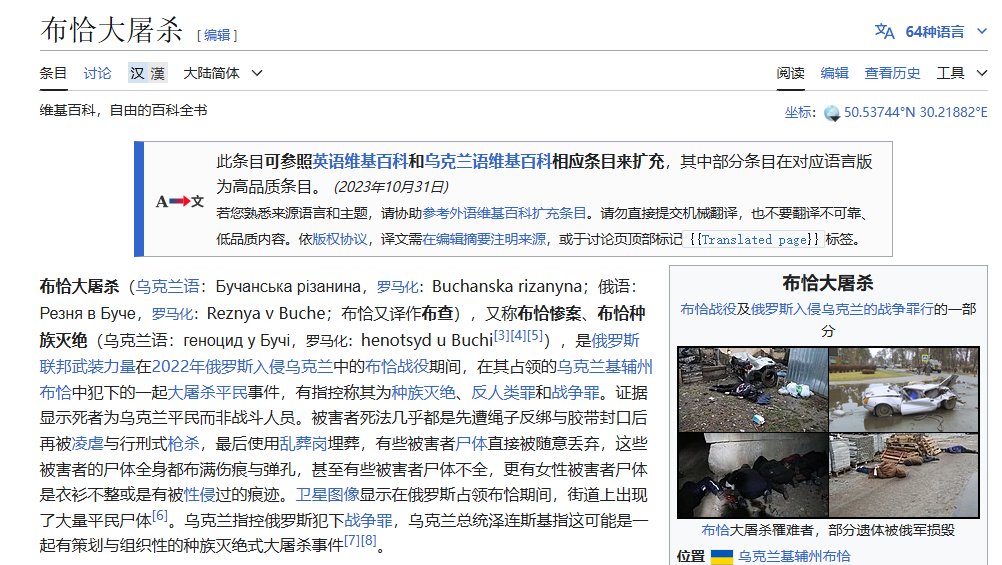 布恰大屠杀 [编辑]
文A 64种语言
条目 讨论 汉 漢 大陆简体
阅读 编辑 查看历史 工具
维基百科，自由的百科全书
坐标： 50.53744°N 30.21882°E
此条目可参照英语维基百科和乌克兰语维基百科相应条目来扩充，其中部分条目在对应语言版
为高品质条目。 (2023年10月31日)
A 文
若您熟悉来源语言和主题，请协助参考外语维基百科扩充条目。请勿直接提交机械翻译，也不要翻译不可靠、
低品质内容。依版权协议，译文需在编辑摘要注明来源，或于讨论页顶部标记{{Translated page}}标签。
布恰大屠杀（乌克兰语：Бучанська різанина，罗马化：Buchanska rizanyna；俄语：
Резня в Буче，罗马化：Reznya v Buche；布恰又译作布查），又称布恰惨案、布恰种
族灭绝（乌克兰语：геноцид у Бучі，罗马化：henotsyd u Buchi[3][4][5]），是俄罗斯
联邦武装力量在2022年俄罗斯入侵乌克兰中的布恰战役期间，在其占领的乌克兰基辅州
布恰中犯下的一起大屠杀平民事件，有指控称其为种族灭绝、反人类罪和战争罪。证据
显示死者为乌克兰平民而非战斗人员。被害者死法几乎都是先遭绳子反绑与胶带封口后
再被凌虐与行刑式枪杀，最后使用乱葬岗埋葬，有些被害者尸体直接被随意丢弃，这些
被害者的尸体全身都布满伤痕与弹孔，甚至有些被害者尸体不全，更有女性被害者尸体
是衣衫不整或是有被性侵过的痕迹。卫星图像显示在俄罗斯占领布恰期间，街道上出现
了大量平民尸体[6]。乌克兰指控俄罗斯犯下战争罪，乌克兰总统泽连斯基指这可能是一
起有策划与组织性的种族灭绝式大屠杀事件[7][8]。
布恰大屠杀
布恰战役及俄罗斯入侵乌克兰的战争罪行的一部
分
布恰大屠杀罹难者，部分遗体被俄军损毁
位置 乌克兰基辅州布恰